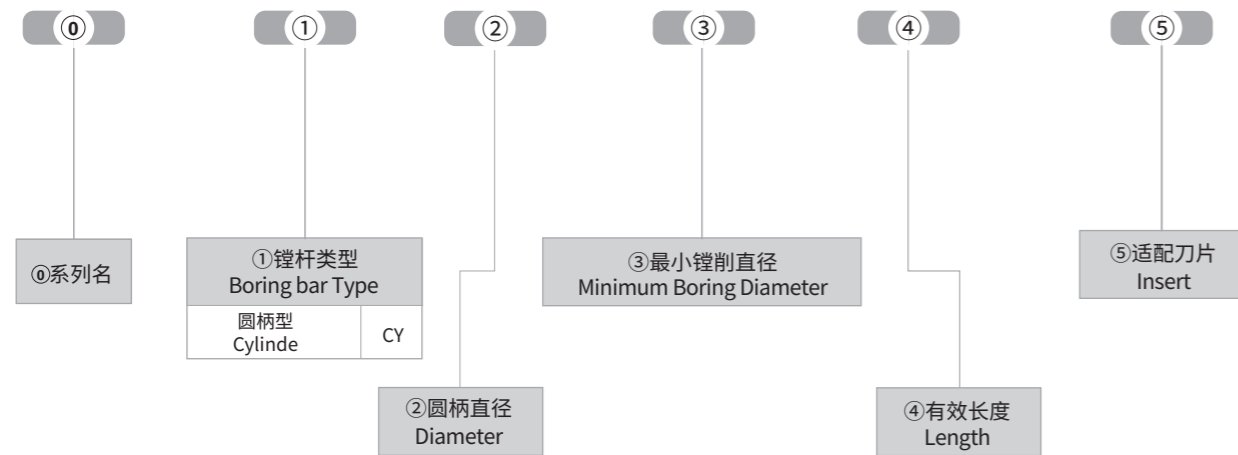 ⓪
①
②
③
④
⑤
⓪系列名
①镗杆类型
Boring bar Type
圆柄型
Cylinde
CY
②圆柄直径
Diameter
③最小镗削直径
Minimum Boring Diameter
④有效长度
Length
⑤适配刀片
Insert